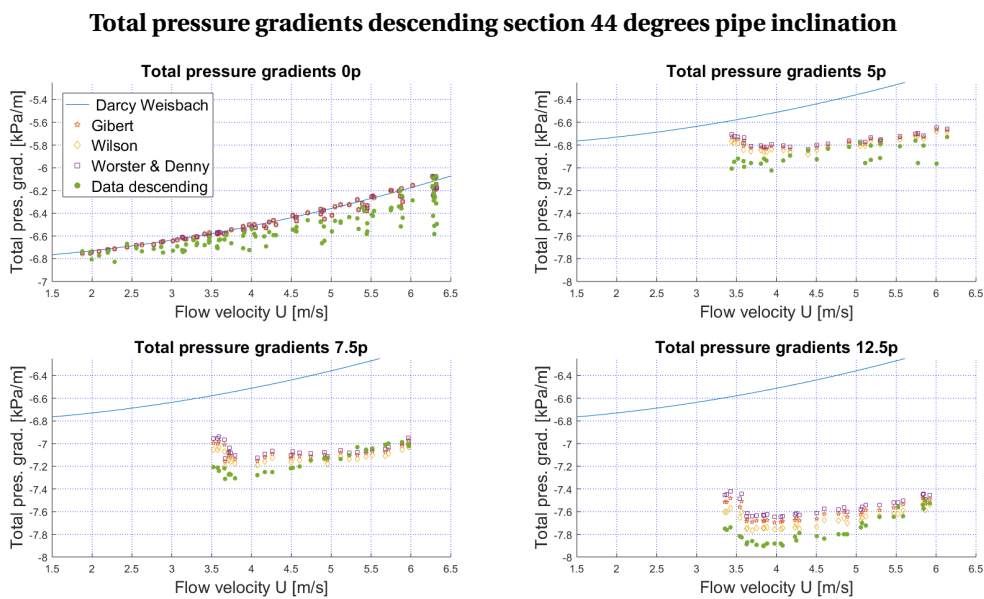 Total pressure gradients descending section 44 degrees pipe inclination
Total pressure gradients 0p
Total pres. grad. [kPa/m]
-5.4
-5.6
-5.8
-6
-6.2
-6.4
-6.6
-6.8
-7
Darcy Weisbach
Gibert
Wilson
Worster & Denny
Data descending
1.5 2 2.5 3 3.5 4 4.5 5 5.5 6 6.5
Flow velocity U [m/s]
Total pressure gradients 5p
Total pres. grad. [kPa/m]
-6.4
-6.6
-6.8
-7
-7.2
-7.4
-7.6
-7.8
-8
1.5 2 2.5 3 3.5 4 4.5 5 5.5 6 6.5
Flow velocity U [m/s]
Total pressure gradients 7.5p
Total pres. grad. [kPa/m]
-6.4
-6.6
-6.8
-7
-7.2
-7.4
-7.6
-7.8
-8
1.5 2 2.5 3 3.5 4 4.5 5 5.5 6 6.5
Flow velocity U [m/s]
Total pressure gradients 12.5p
Total pres. grad. [kPa/m]
-6.4
-6.6
-6.8
-7
-7.2
-7.4
-7.6
-7.8
-8
1.5 2 2.5 3 3.5 4 4.5 5 5.5 6 6.5
Flow velocity U [m/s]